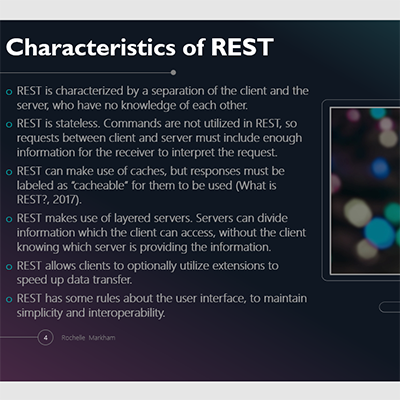 Characteristics of REST
REST is characterized by a separation of the client and the
server, who have no knowledge of each other.
REST is stateless. Commands are not utilized in REST, so
requests between client and server must include enough
information for the receiver to interpret the request.
REST can make use of caches, but responses must be
labeled as “cacheable” for them to be used (What is
REST?, 2017).
REST makes use of layered servers. Servers can divide
information which the client can access, without the client
knowing which server is providing the information.
REST allows clients to optionally utilize extensions to
speed up data transfer.
REST has some rules about the user interface, to maintain
simplicity and interoperability.
4 Rochelle Markham